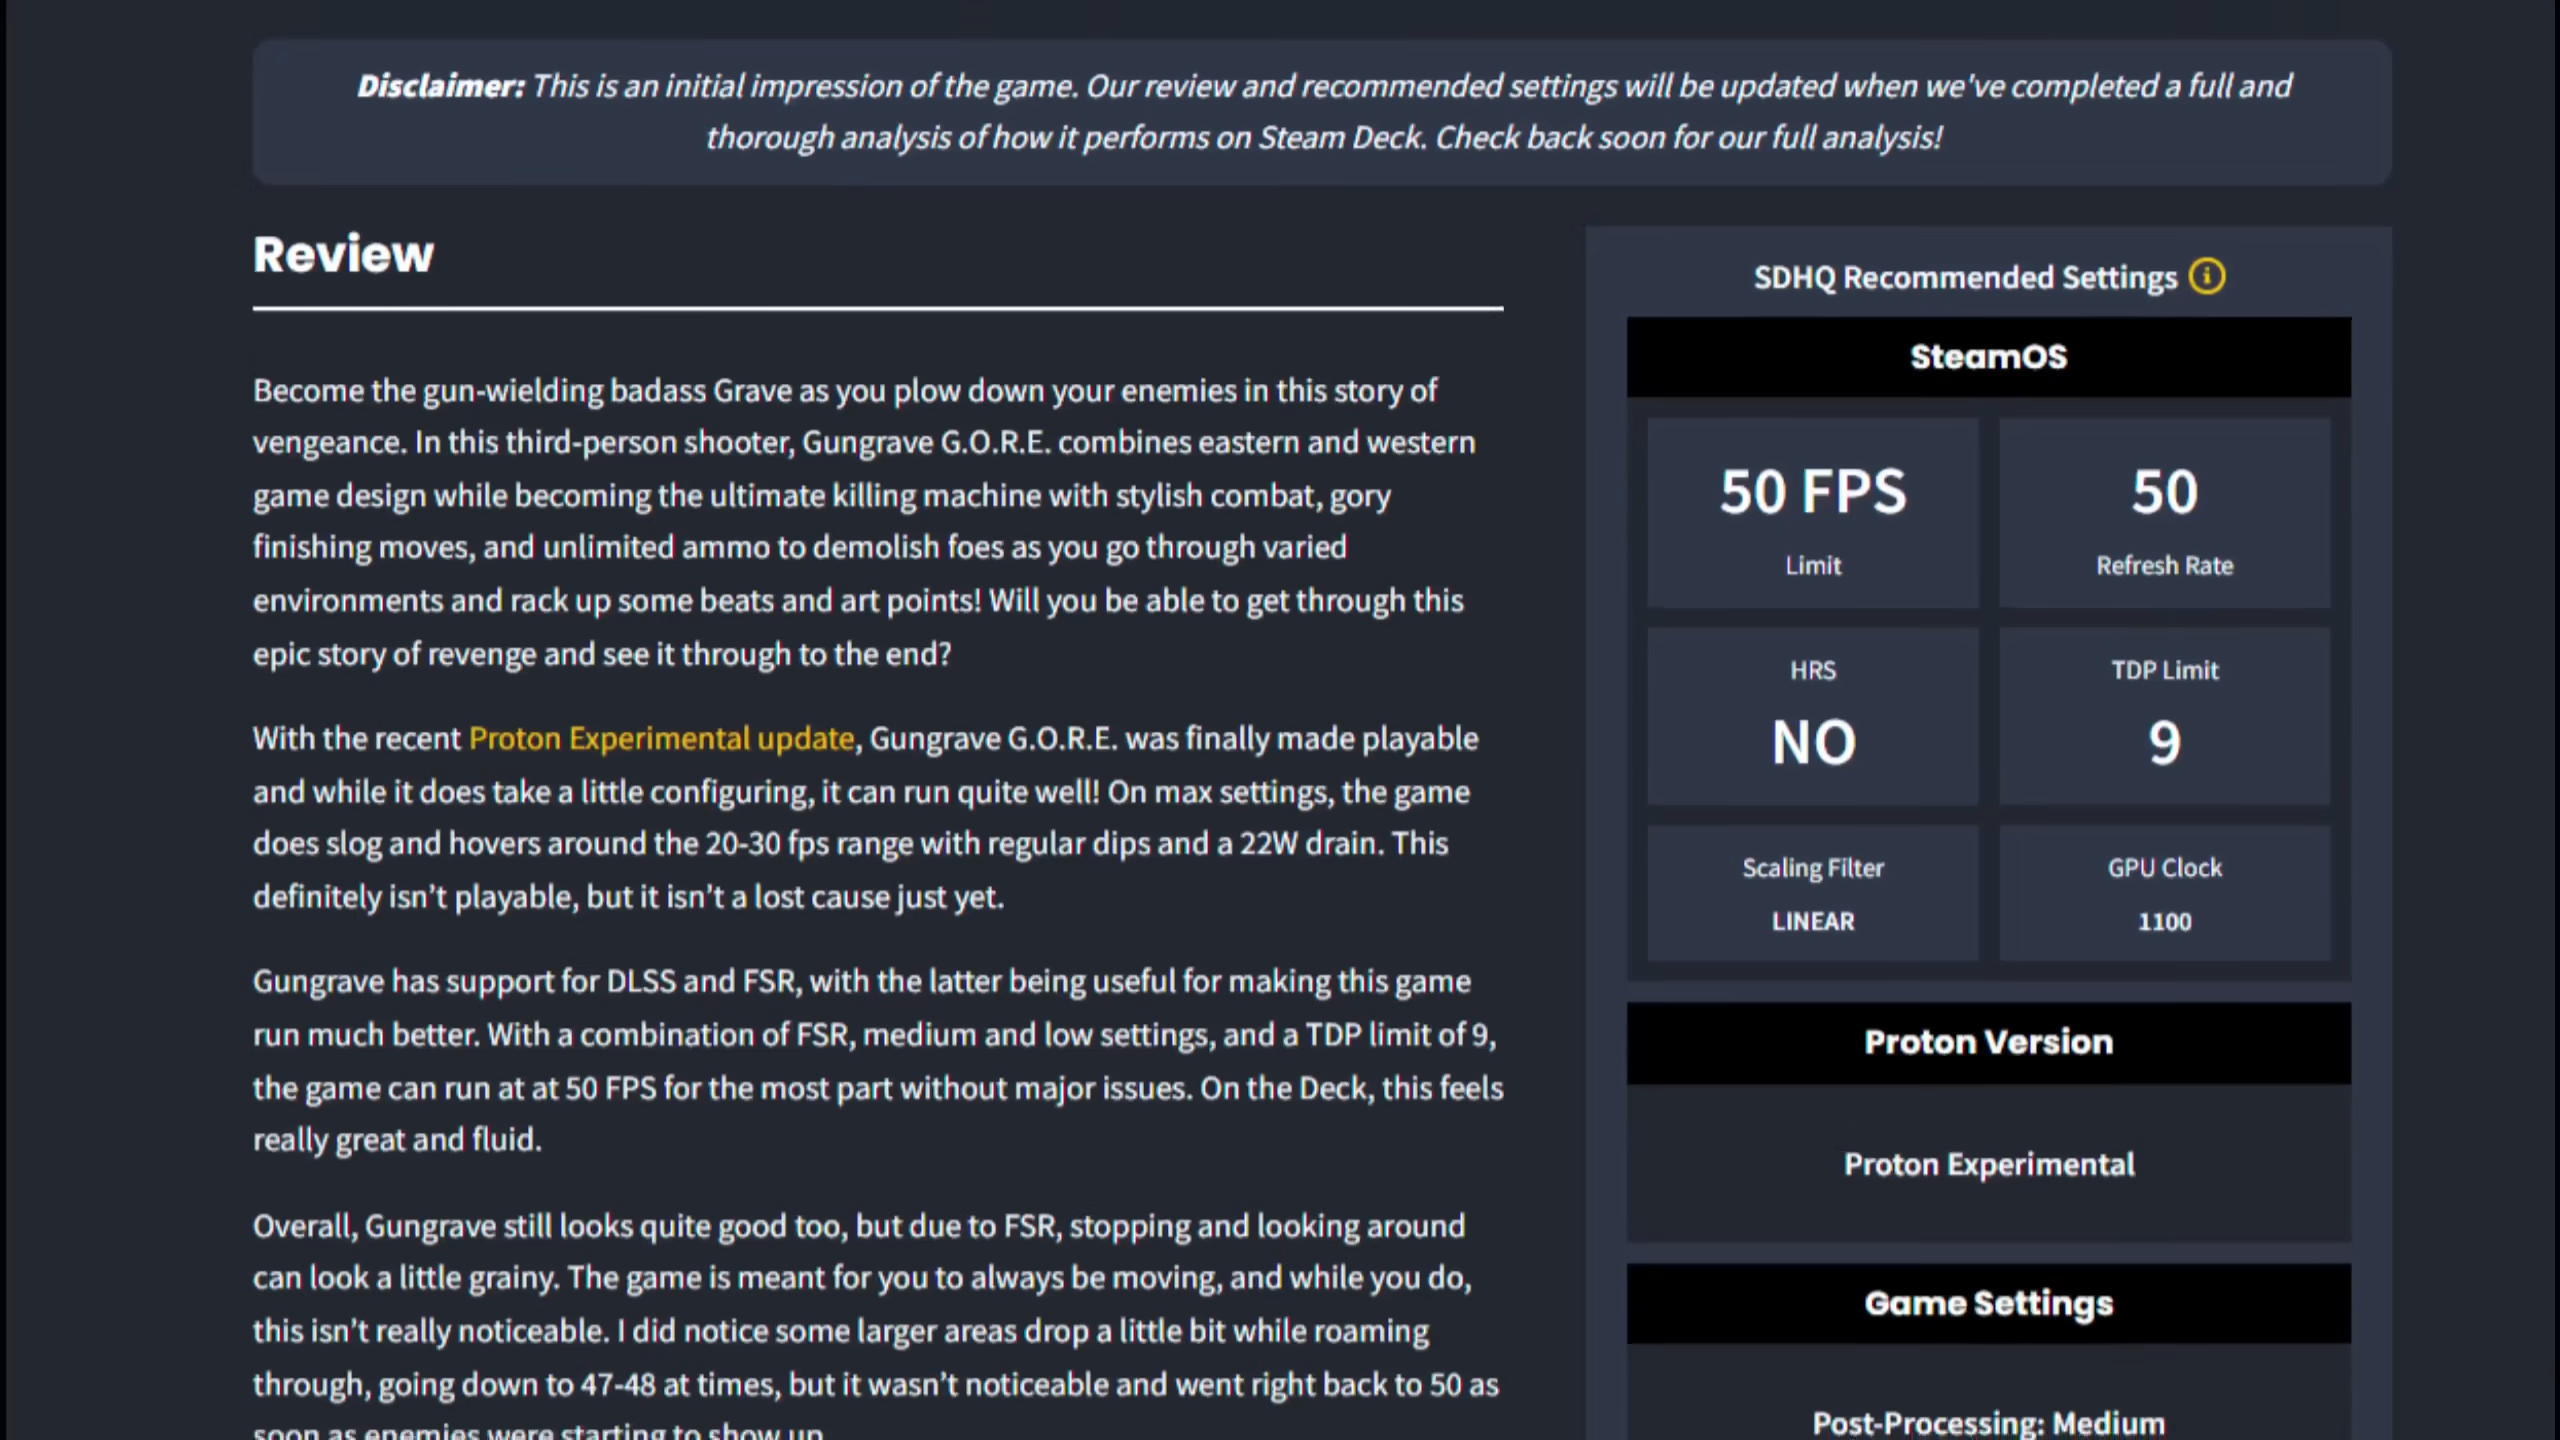 Disclaimer: This is an initial impression of the game. Our review and recommended settings will be updated when we've completed a full and
thorough analysis of how it performs on Steam Deck. Check back soon for our full analysis!
Review
Become the gun-wielding badass Grave as you plow down your enemies in this story of
vengeance. In this third-person shooter, Gungrave G.O.R.E. combines eastern and western
game design while becoming the ultimate killing machine with stylish combat, gory
finishing moves, and unlimited ammo to demolish foes as you go through varied
environments and rack up some beats and art points! Will you be able to get through this
epic story of revenge and see it through to the end?
With the recent Proton Experimental update, Gungrave G.O.R.E. was finally made playable
and while it does take a little configuring, it can run quite well! On max settings, the game
does slog and hovers around the 20-30 fps range with regular dips and a 22W drain. This
definitely isn't playable, but it isn't a lost cause just yet.
Gungrave has support for DLSS and FSR, with the latter being useful for making this game
run much better. With a combination of FSR, medium and low settings, and a TDP limit of 9,
the game can run at at 50 FPS for the most part without major issues. On the Deck, this feels
really great and fluid.
Overall, Gungrave still looks quite good too, but due to FSR, stopping and looking around
can look a little grainy. The game is meant for you to always be moving, and while you do,
this isn't really noticeable. I did notice some larger areas drop a little bit while roaming
through, going down to 47-48 at times, but it wasn't noticeable and went right back to 50 as
soon as enemies were starting to show up
SDHQ Recommended Settings
SteamOS
50 FPS
Limit
50
Refresh Rate
HRS
NO
TDP Limit
9
Scaling Filter
LINEAR
GPU Clock
1100
Proton Version
Proton Experimental
Game Settings
Post-Processing: Medium